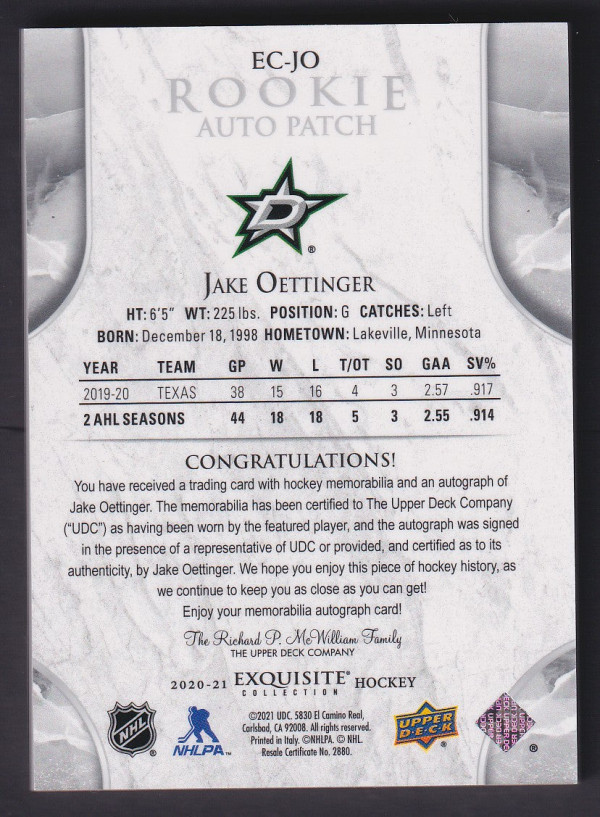 EC-JO
ROOKIE
AUTO PATCH
D
®
JAKE OETTINGER
HT: 6'5" WT: 225 lbs. POSITION: G CATCHES: Left
BORN: December 18, 1998 HOMETOWN: Lakeville, Minnesota
YEAR TEAM GP W L T/OT SO GAA SV%
2019-20 TEXAS 38 15 16 4 3 2.57 .917
2 AHL SEASONS 44 18 18 5 3 2.55 .914
CONGRATULATIONS!
You have received a trading card with hockey memorabilia and an autograph of
Jake Oettinger. The memorabilia has been certified to The Upper Deck Company
("UDC") as having been worn by the featured player, and the autograph was signed
in the presence of a representative of UDC or provided, and certified as to its
authenticity, by Jake Oettinger. We hope you enjoy this piece of hockey history, as
we continue to keep you as close as you can get!
Enjoy your memorabilia autograph card!
The Richard P. McWilliam Family
THE UPPER DECK COMPANY
2020-21 EXQUISITE® HOCKEY
COLLECTION
NHL ®
NHLPA™
©2021 UDC. 5830 El Camino Real,
Carlsbad, CA 92008. All rights reserved.
Printed in Italy. ©NHLPA. © NHL.
Resale Certificate No. 2880.
UPPER
DECK
®